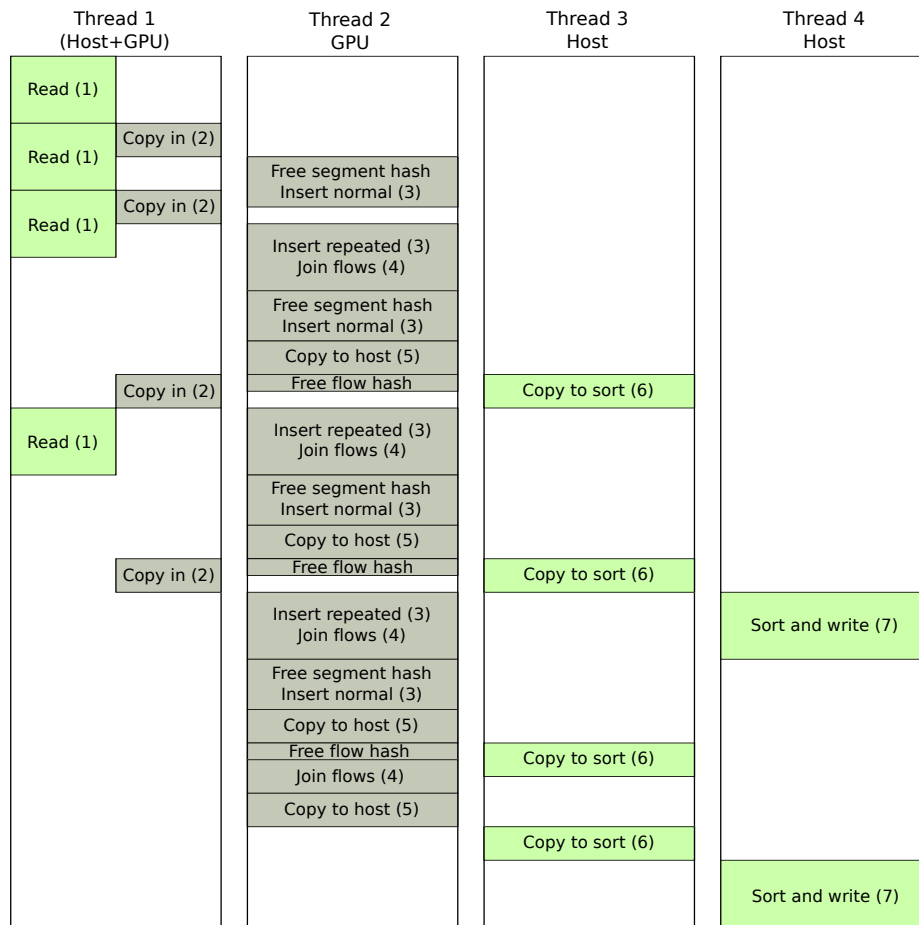 Thread 1
(Host+GPU)
Read (1)
Read (1)
Copy in (2)
Read (1)
Copy in (2)
Copy in (2)
Read (1)
Copy in (2)
Thread 2
GPU
Free segment hash
Insert normal (3)
Insert repeated (3)
Join flows (4)
Free segment hash
Insert normal (3)
Copy to host (5)
Free flow hash
Insert repeated (3)
Join flows (4)
Free segment hash
Insert normal (3)
Copy to host (5)
Free flow hash
Insert repeated (3)
Join flows (4)
Free segment hash
Insert normal (3)
Copy to host (5)
Free flow hash
Join flows (4)
Copy to host (5)
Thread 3
Host
Copy to sort (6)
Copy to sort (6)
Copy to sort (6)
Copy to sort (6)
Thread 4
Host
Sort and write (7)
Sort and write (7)